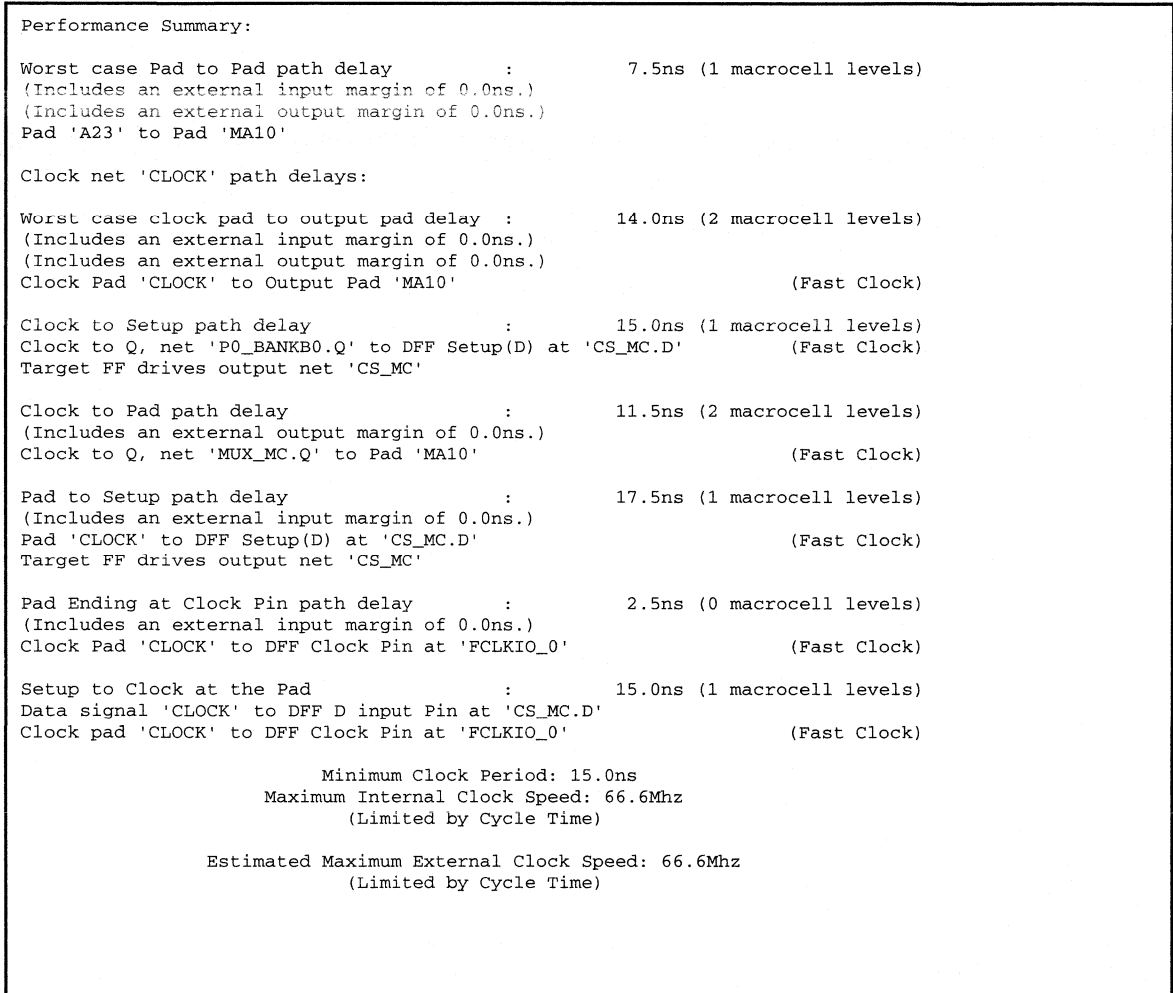 Performance Summary:
Worst case Pad to Pad path delay : 7.5ns (1 macrocell levels)
(Includes an external input margin of 0.0ns.)
(Includes an external output margin of 0.0ns.)
Pad 'A23' to Pad 'MA10'
Clock net 'CLOCK' path delays:
Worst case clock pad to output pad delay : 14.0ns (2 macrocell levels)
(Includes an external input margin of 0.0ns.)
(Includes an external output margin of 0.0ns.)
Clock Pad 'CLOCK' to Output Pad 'MA10' (Fast Clock)
Clock to Setup path delay : 15.0ns (1 macrocell levels)
Clock to Q, net 'P0_BANKB0.Q' to DFF Setup(D) at 'CS_MC.D' (Fast Clock)
Target FF drives output net 'CS_MC'
Clock to Pad path delay : 11.5ns (2 macrocell levels)
(Includes an external output margin of 0.0ns.)
Clock to Q, net 'MUX_MC.Q' to Pad 'MA10' (Fast Clock)
Pad to Setup path delay : 17.5ns (1 macrocell levels)
(Includes an external input margin of 0.0ns.)
Pad 'CLOCK' to DFF Setup(D) at 'CS_MC.D' (Fast Clock)
Target FF drives output net 'CS_MC'
Pad Ending at Clock Pin path delay : 2.5ns (0 macrocell levels)
(Includes an external input margin of 0.0ns.)
Clock Pad 'CLOCK' to DFF Clock Pin at 'FCLKIO_0' (Fast Clock)
Setup to Clock at the Pad : 15.0ns (1 macrocell levels)
Data signal 'CLOCK' to DFF D input Pin at 'CS_MC.D'
Clock pad 'CLOCK' to DFF Clock Pin at 'FCLKIO_0' (Fast Clock)
Minimum Clock Period: 15.0ns
Maximum Internal Clock Speed: 66.6Mhz
(Limited by Cycle Time)
Estimated Maximum External Clock Speed: 66.6Mhz
(Limited by Cycle Time)